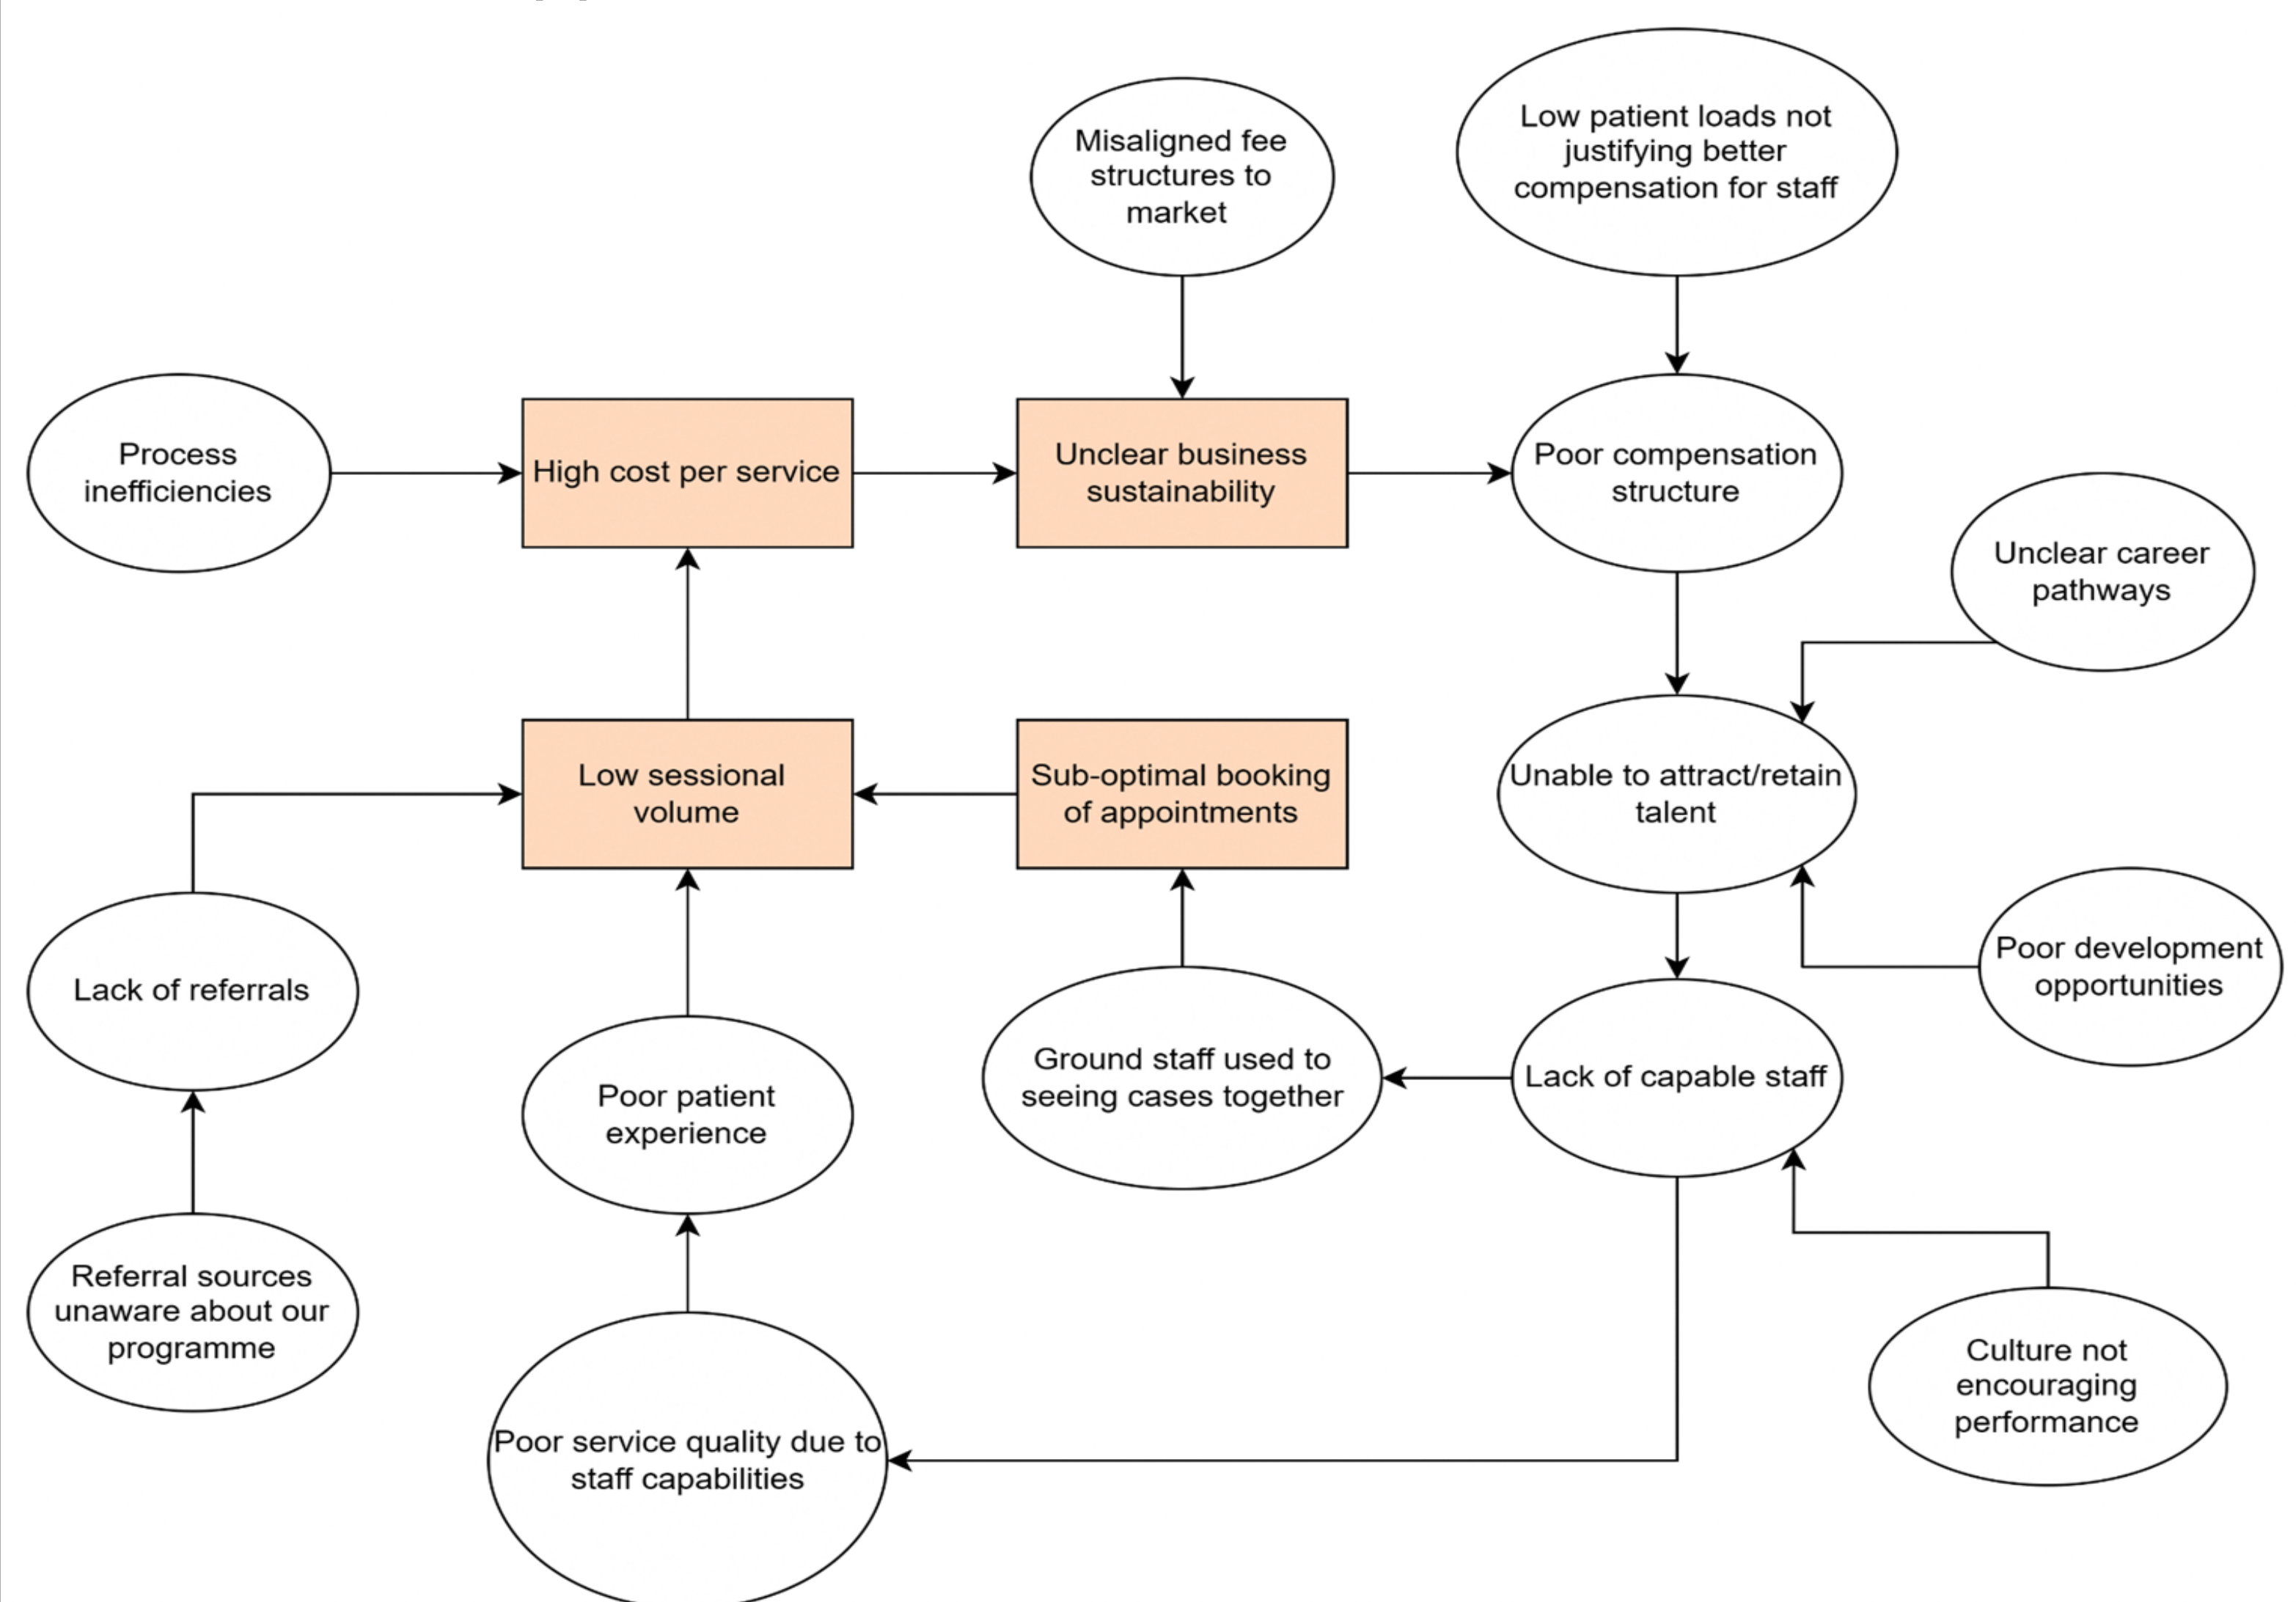 Misaligned fee
structures to
market
Low patient loads not
justifying better
compensation for staff
Process
inefficiencies
High cost per service
Unclear business
sustainability
Poor compensation
structure
Unclear career
pathways
Low sessional
volume
Sub-optimal booking
of appointments
Unable to attract/retain
talent
Lack of referrals
Poor patient
experience
Ground staff used to
seeing cases together
Lack of capable staff
Poor development
opportunities
Referral sources
unaware about our
programme
Poor service quality due to
staff capabilities
Culture not
encouraging
performance